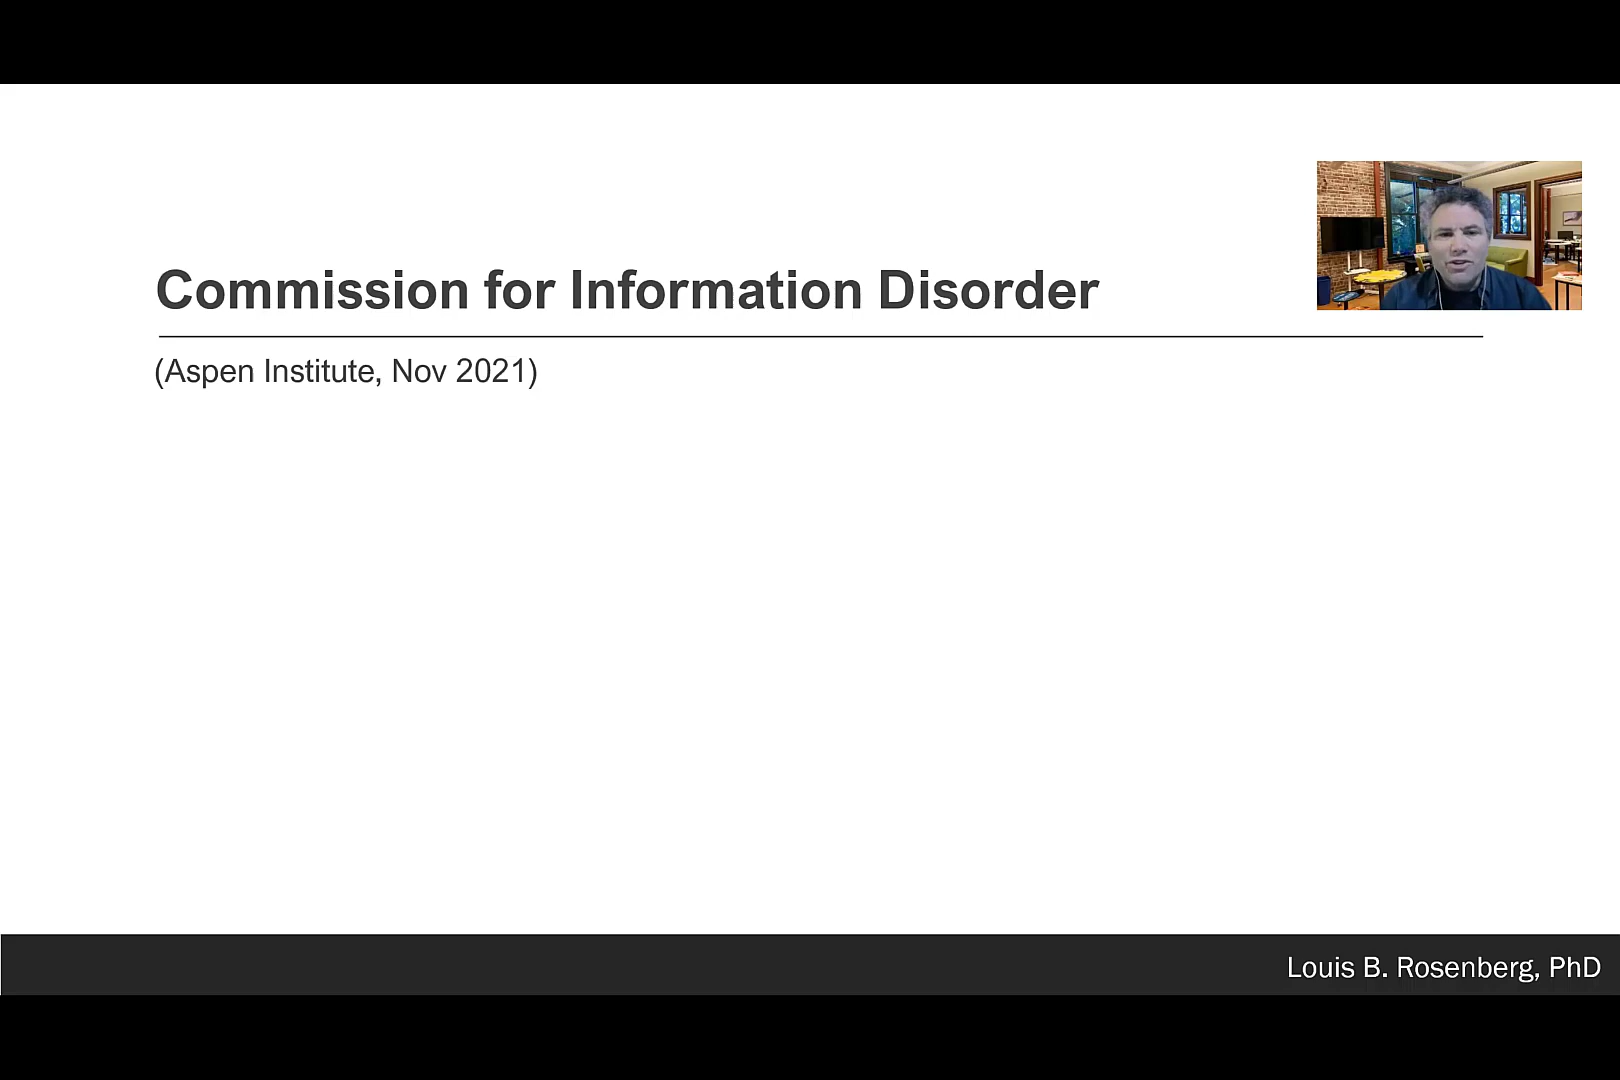 Commission for Information Disorder
(Aspen Institute, Nov 2021)
Louis B. Rosenberg, PhD